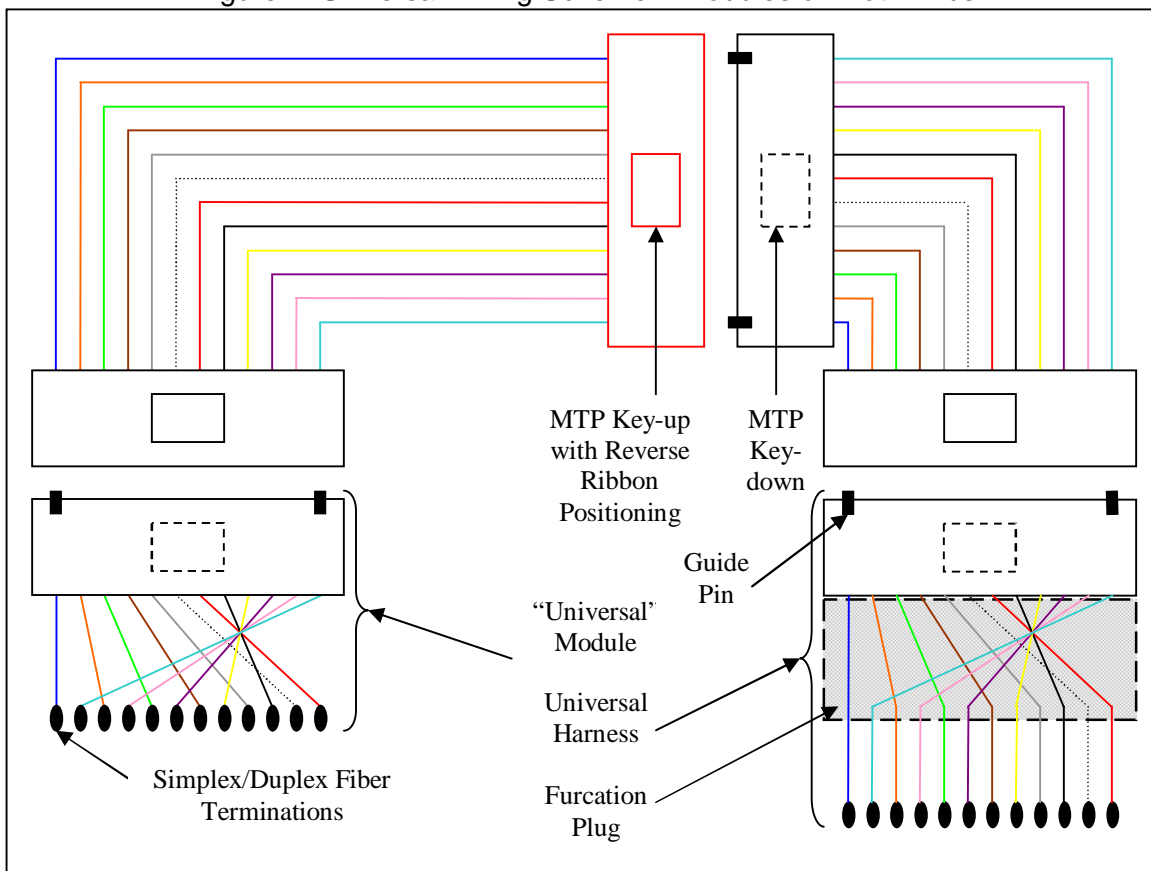 MTP Key-up
with Reverse
Ribbon
Positioning
MTP
Key-
down
Guide
Pin
“Universal”
Module
Universal
Harness
Simplex/Duplex Fiber
Terminations
Furcation
Plug